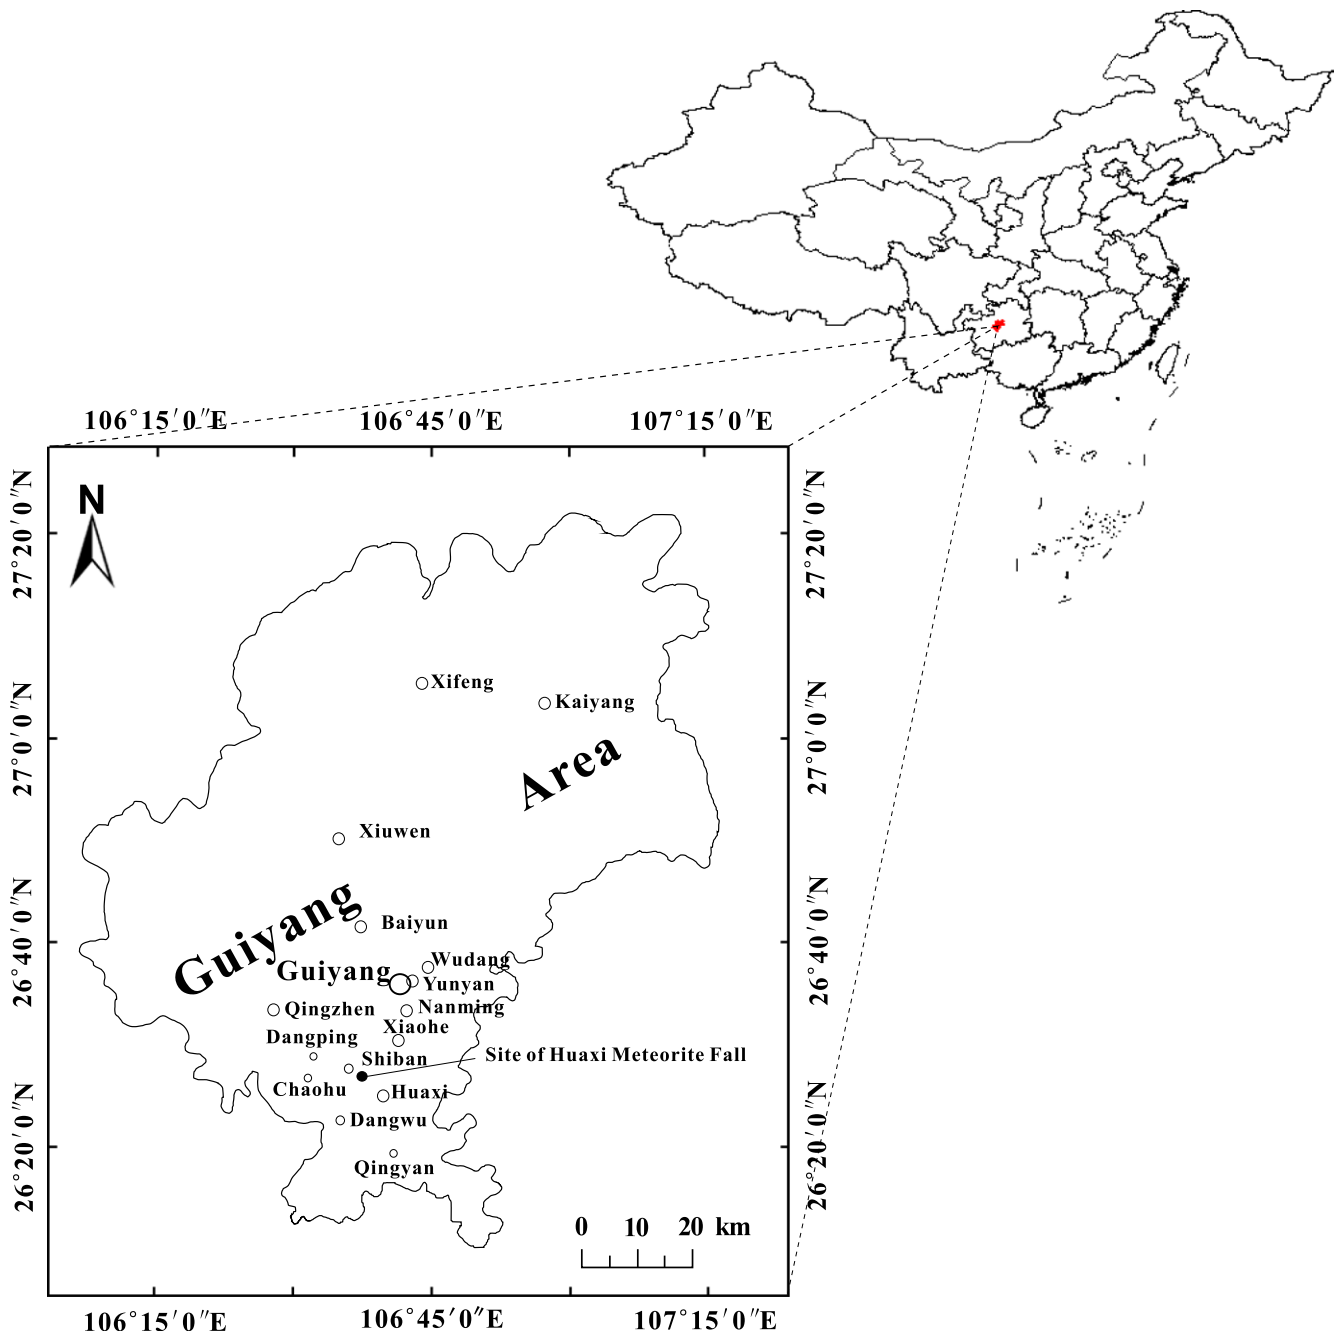 106°15′0″E 106°45′0″E 107°15′0″E
27°20′0″N
27°0′0″N
26°40′0″N
26°20′0″N
N
Xifeng
Kaiyang
Area
Xiuwen
Guiyang
Baiyun
Wudang
Guiyang
Yunyan
Qingzhen
Nanming
Xiaohe
Dangping
Shiban
Site of Huaxi Meteorite Fall
Chaohu
Huaxi
Dangwu
Qingyan
0 10 20 km
27°20′0″N
27°0′0″N
26°40′0″N
26°20′0″N
106°15′0″E 106°45′0″E 107°15′0″E